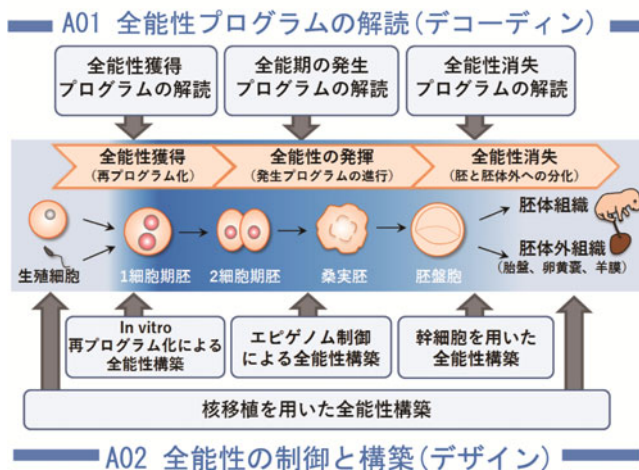 A01 全能性プログラムの解読(デコーディン)
全能性獲得
プログラムの解読
全能期の発生
プログラムの解読
全能性消失
プログラムの解読
全能性獲得
(再プログラム化)
全能性の発揮
(発生プログラムの進行)
全能性消失
(胚と胚体外への分化)
生殖細胞
1細胞期胚
2細胞期胚
桑実胚
胚盤胞
胚体組織
胚体外組織
(胎盤、卵黄嚢、羊膜)
In vitro
再プログラム化による
全能性構築
エピゲノム制御
による全能性構築
幹細胞を用いた
全能性構築
核移植を用いた全能性構築
A02 全能性の制御と構築(デザイン)